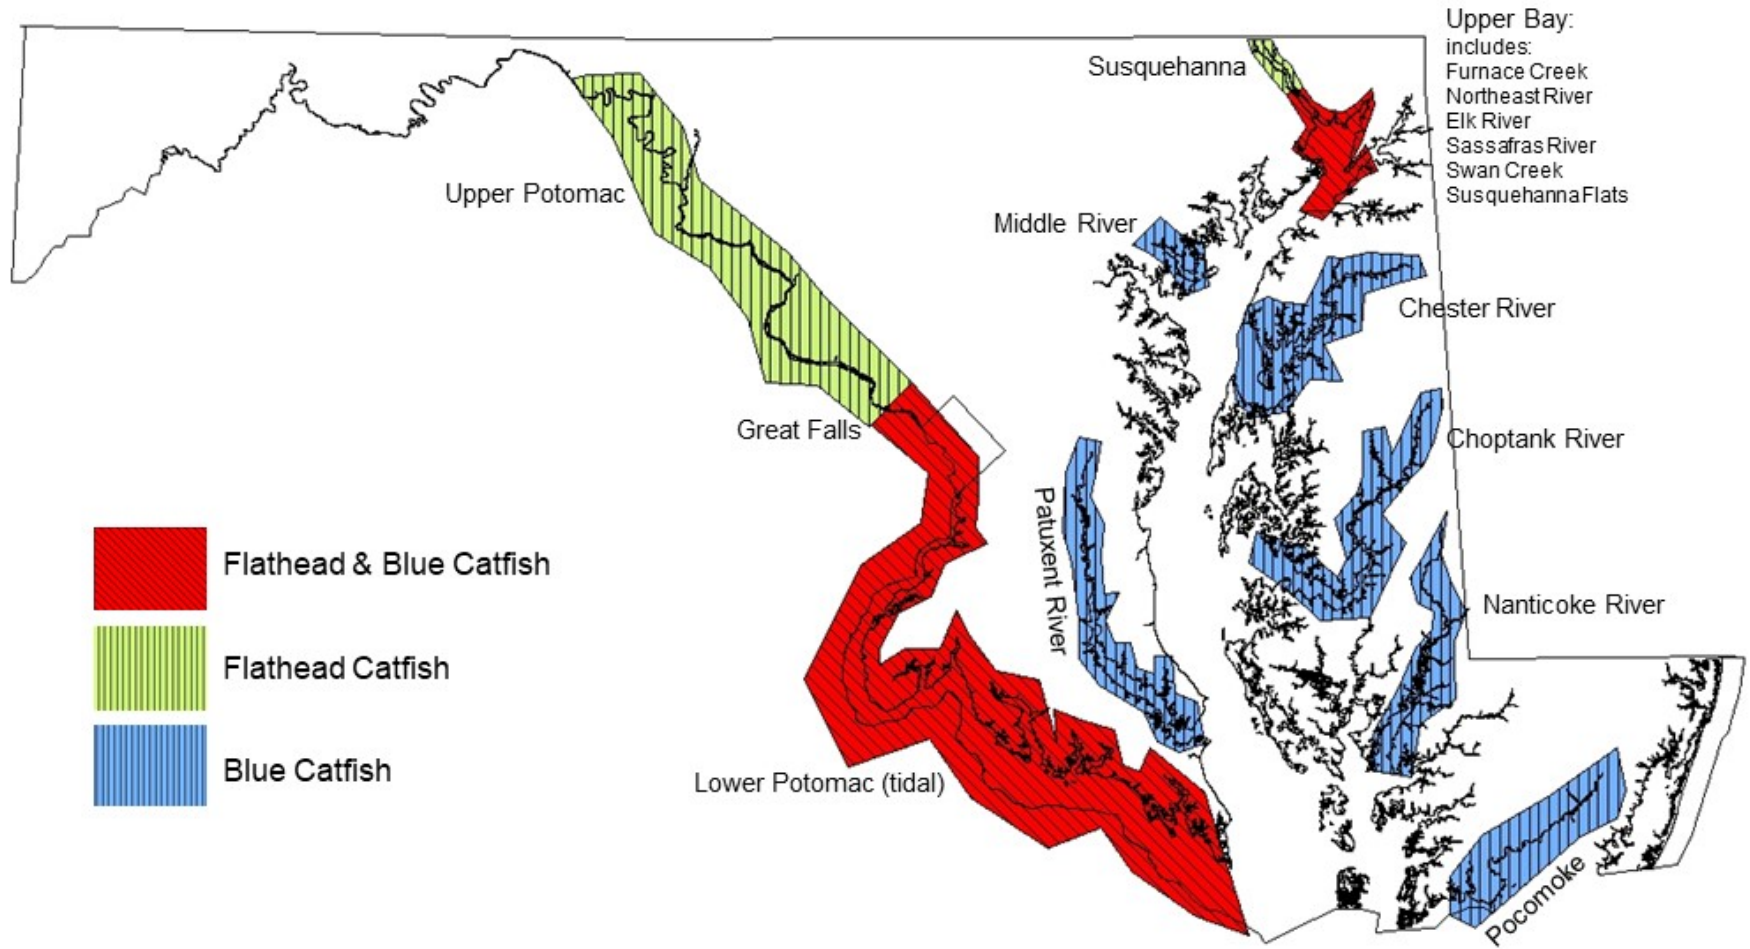 Upper Bay:
includes:
Furnace Creek
Northeast River
Elk River
Sassafras River
Swan Creek
Susquehanna Flats
Susquehanna
Upper Potomac
Middle River
Chester River
Great Falls
Choptank River
Patuxent River
Nanticoke River
Flathead & Blue Catfish
Flathead Catfish
Blue Catfish
Lower Potomac (tidal)
Pocomoke